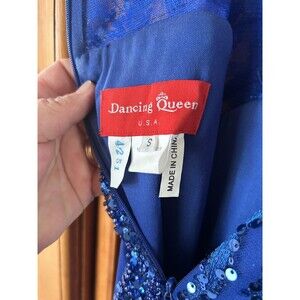 Dancing Queen
U.S.A.
S
MADE IN CHINA